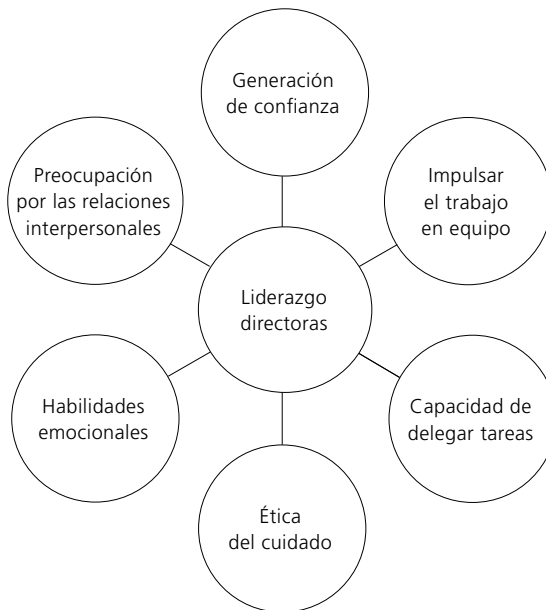 Generación
de confianza
Preocupación
por las relaciones
interpersonales
Impulsar
el trabajo
en equipo
Liderazgo
directoras
Habilidades
emocionales
Capacidad de
delegar tareas
Ética
del cuidado